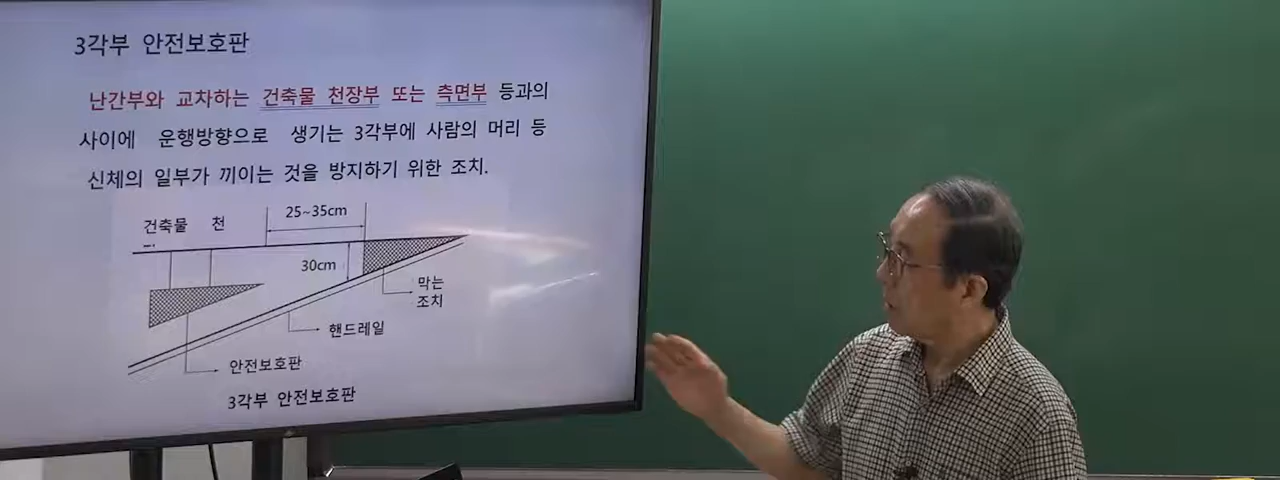 3각부 안전보호판
난간부와 교차하는 건축물 천장부 또는 측면부 등과의
사이에 운행방향으로 생기는 3각부에 사람의 머리 등
신체의 일부가 끼이는 것을 방지하기 위한 조치.
건축물 천
25~35cm
30cm
막는
조치
핸드레일
안전보호판
3각부 안전보호판